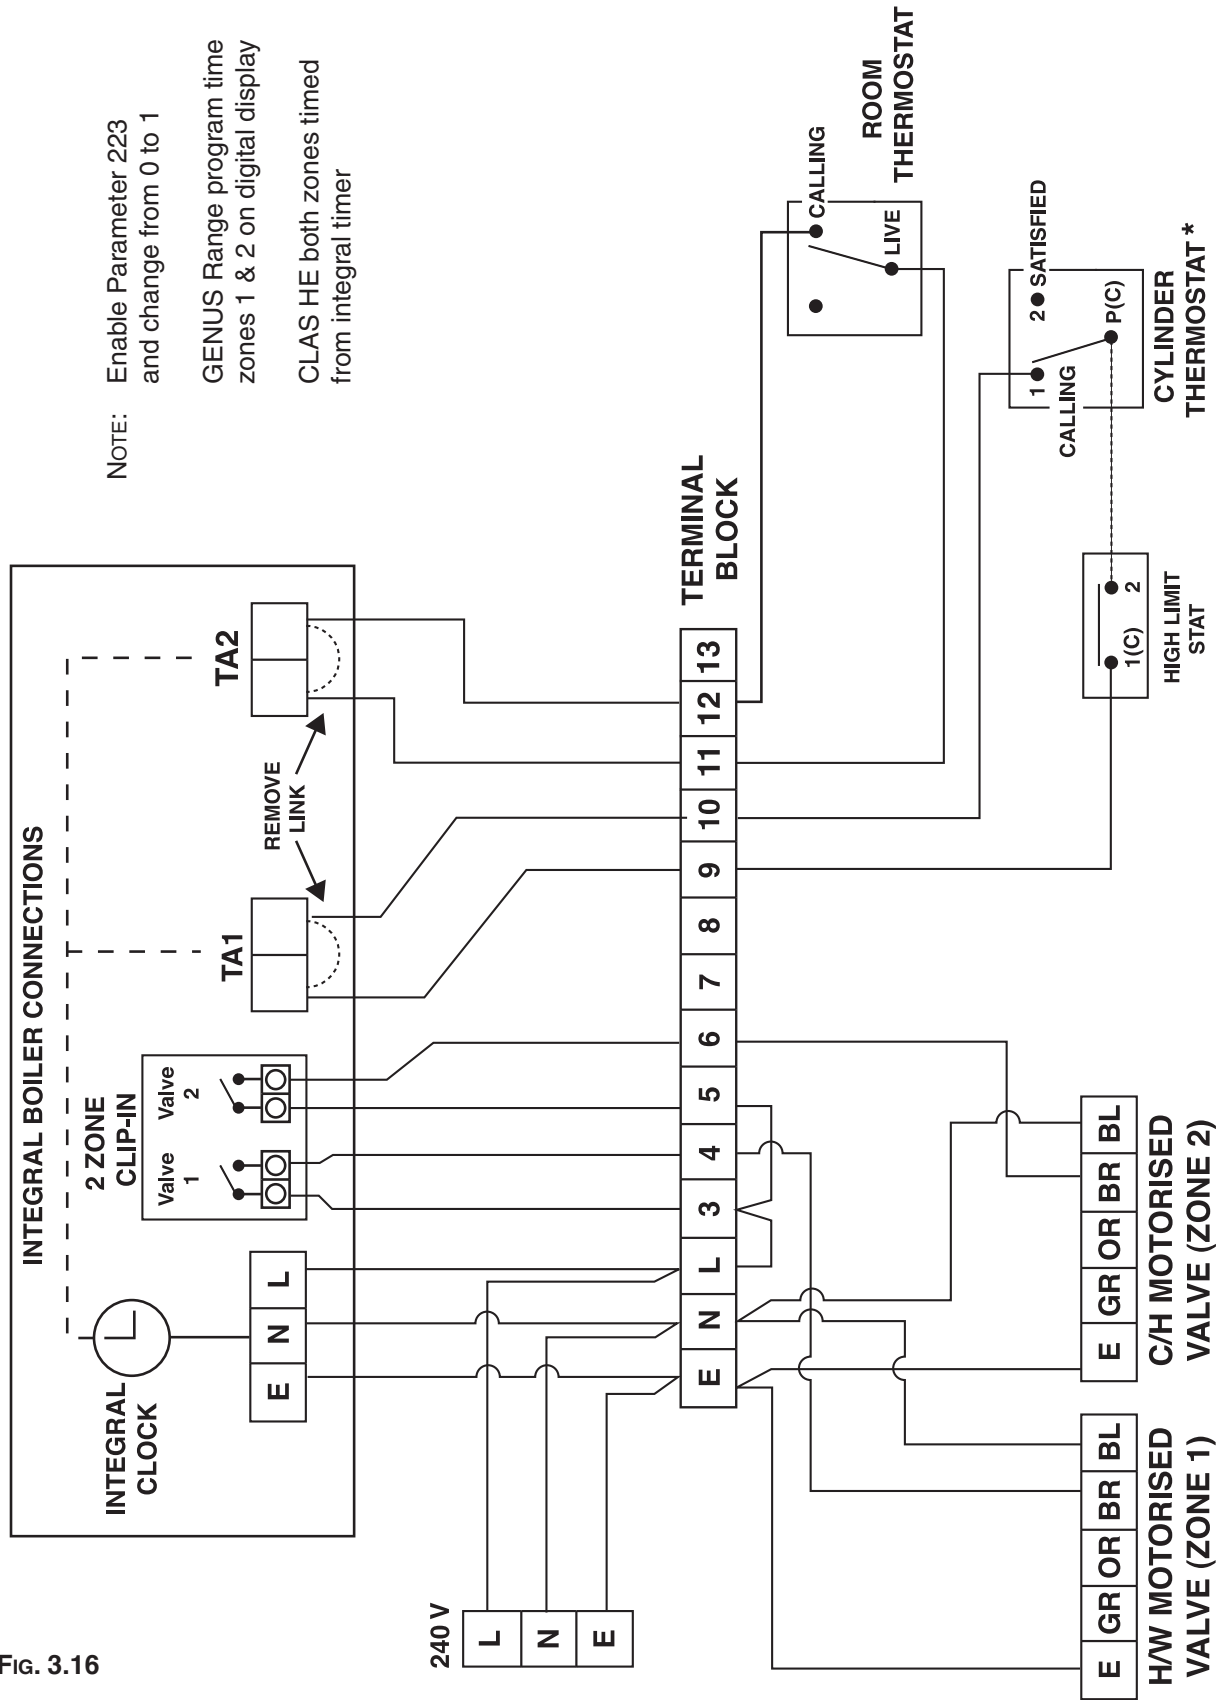 INTEGRAL BOILER CONNECTIONS
INTEGRAL
CLOCK
E N L
2 ZONE
CLIP-IN
Valve
1
Valve
2
TA1
REMOVE
LINK
TA2
NOTE: Enable Parameter 223
and change from 0 to 1
GENUS Range program time
zones 1 & 2 on digital display
CLAS HE both zones timed
from integral timer
240 V
L
N
E
TERMINAL
BLOCK
E N L 3 4 5 6 7 8 9 10 11 12 13
CALLING
LIVE
ROOM
THERMOSTAT
1
CALLING
2
SATISFIED
P(C)
CYLINDER
THERMOSTAT *
1(C)
2
HIGH LIMIT
STAT
E GR OR BR BL
H/W MOTORISED
VALVE (ZONE 1)
E GR OR BR BL
C/H MOTORISED
VALVE (ZONE 2)
FIG. 3.16